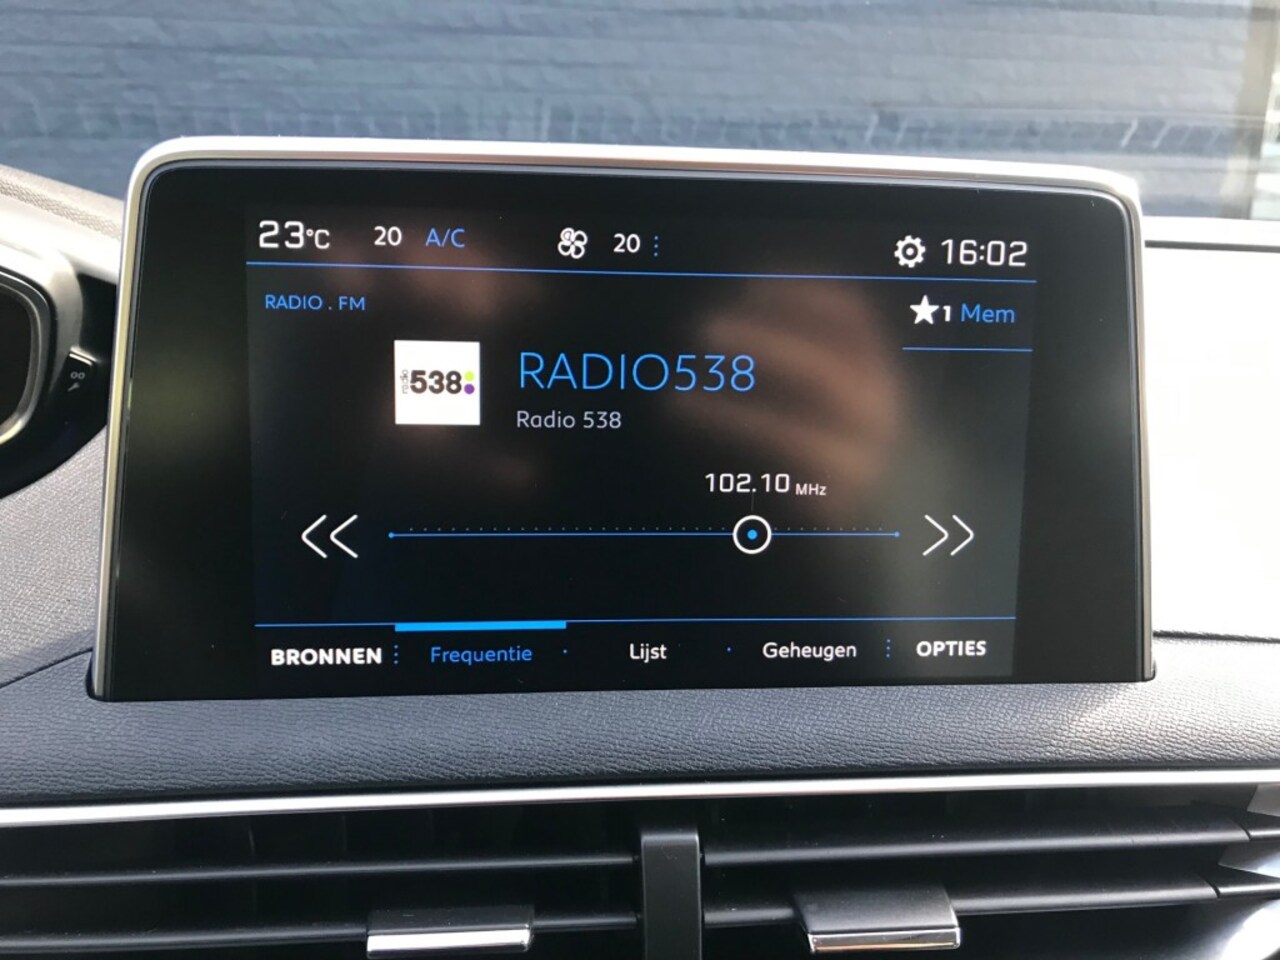 23°C 20 A/C 20 16:02
RADIO . FM
1 Mem
radio 538
RADIO538
Radio 538
102.10 MHz
BRONNEN Frequentie Lijst Geheugen OPTIES